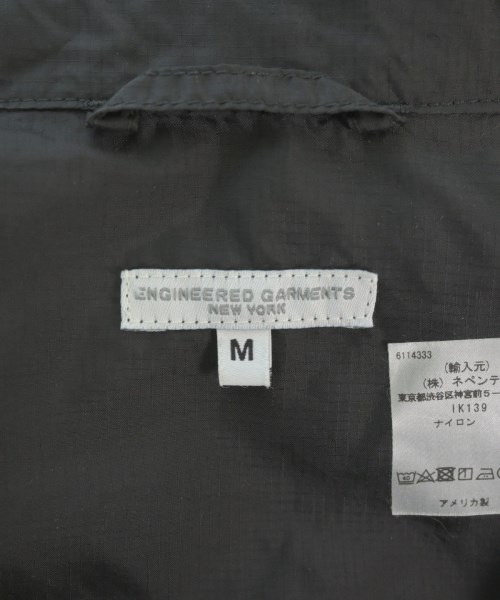 ENGINEERED GARMENTS
NEW YORK
M
6114333
(輸入元)
(株) ネペンテ
東京都渋谷区神宮前5−
IK139
ナイロン
アメリカ製